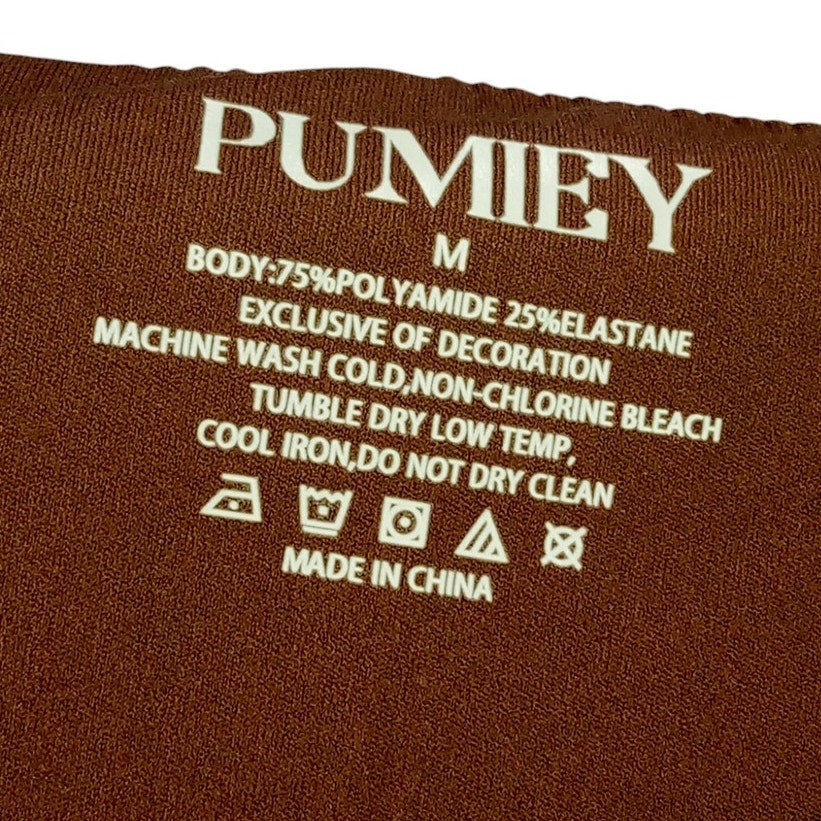 PUMIEY
M
BODY:75%POLYAMIDE 25%ELASTANE
EXCLUSIVE OF DECORATION
MACHINE WASH COLD,NON-CHLORINE BLEACH
TUMBLE DRY LOW TEMP,
COOL IRON,DO NOT DRY CLEAN
MADE IN CHINA